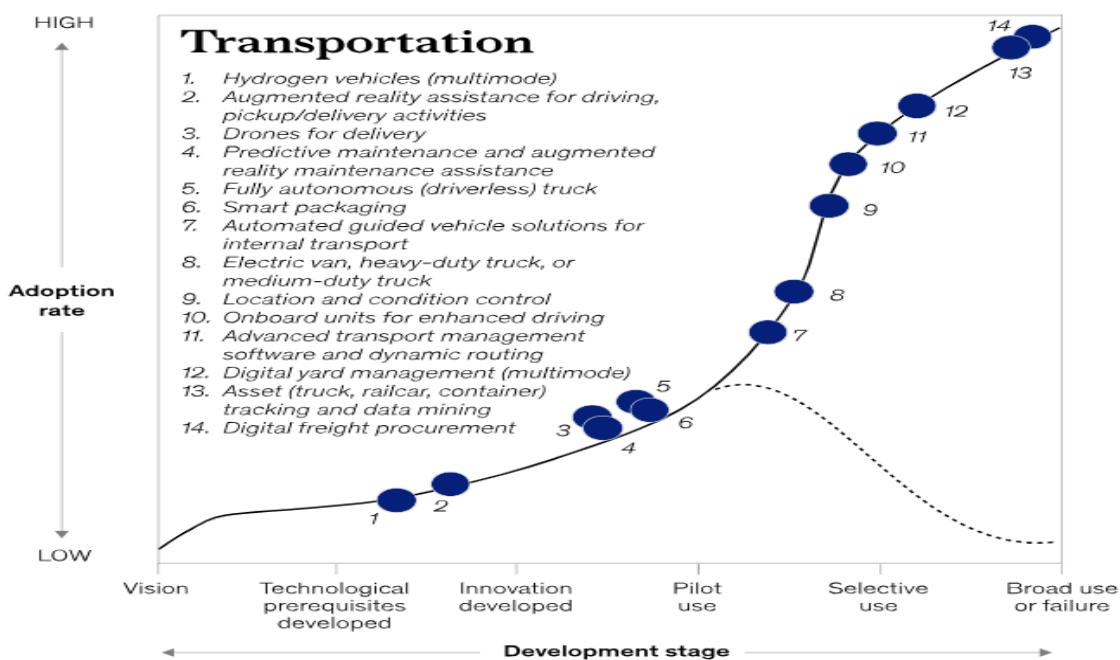 HIGH
Transportation
1. Hydrogen vehicles (multimode)
2. Augmented reality assistance for driving,
pickup/delivery activities
3. Drones for delivery
4. Predictive maintenance and augmented
reality maintenance assistance
5. Fully autonomous (driverless) truck
6. Smart packaging
7. Automated guided vehicle solutions for
internal transport
8. Electric van, heavy-duty truck, or
medium-duty truck
9. Location and condition control
10. Onboard units for enhanced driving
11. Advanced transport management
software and dynamic routing
12. Digital yard management (multimode)
13. Asset (truck, railcar, container)
tracking and data mining
14. Digital freight procurement
Adoption
rate
LOW
14
13
12
11
10
9
8
7
5
6
3
4
2
1
Vision
Technological
prerequisites
developed
Innovation
developed
Pilot
use
Selective
use
Broad use
or failure
Development stage